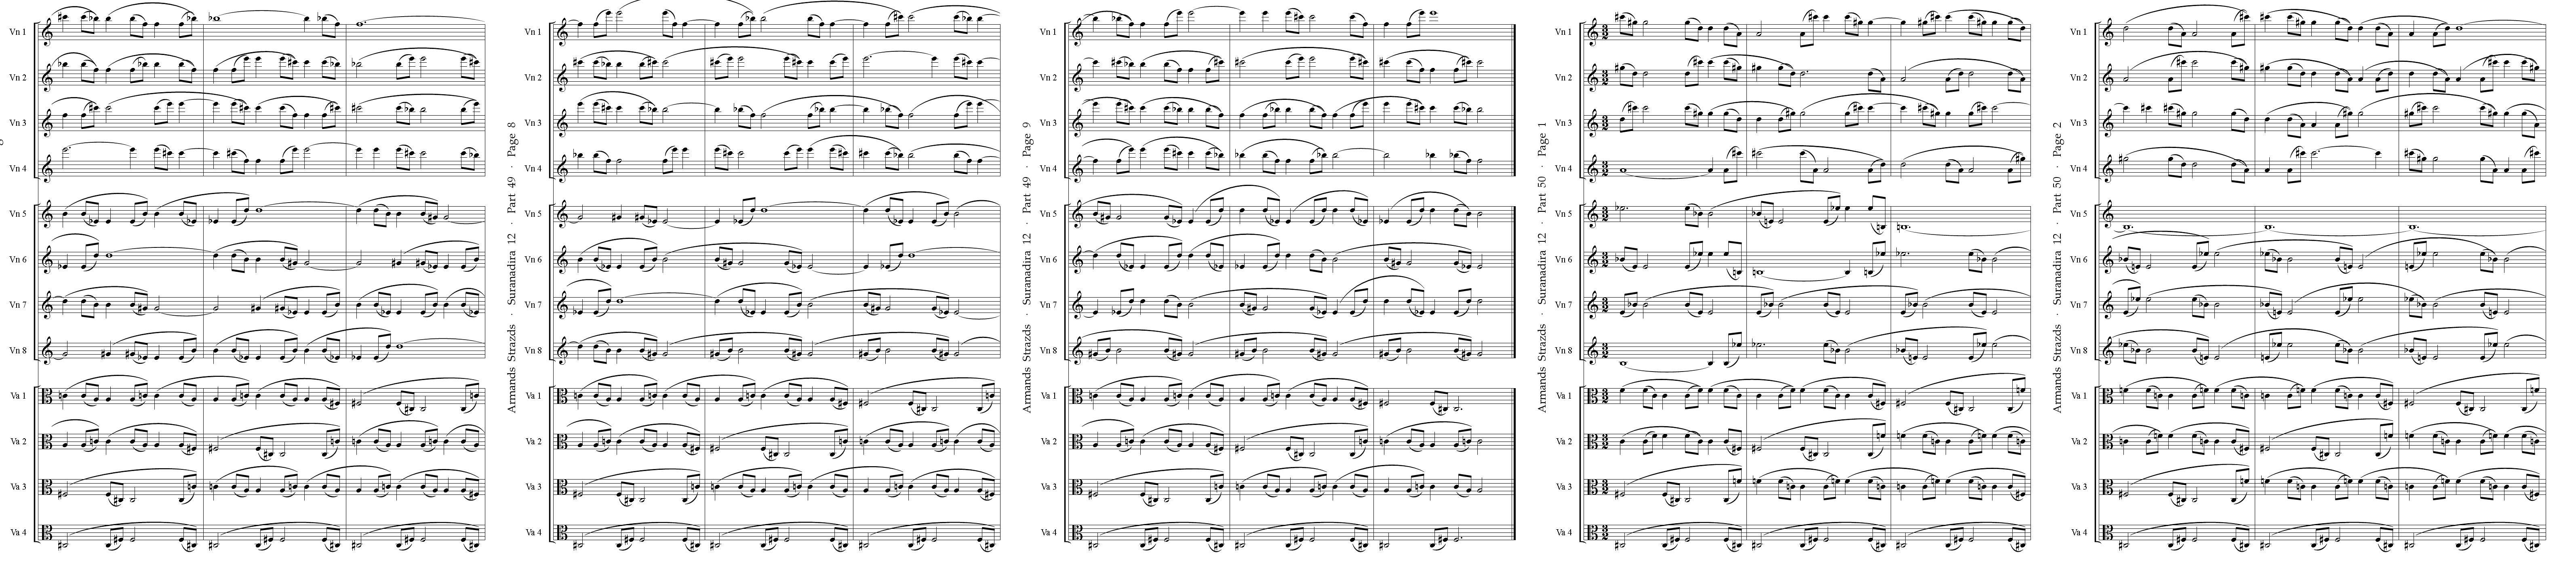 Vn 1
Vn 2
Vn 3
Vn 4
Vn 5
Vn 6
Vn 7
Vn 8
Va 1
Va 2
Va 3
Va 4
Armands Strazds · Suranadira 12 · Part 49 · Page 8
Vn 1
Vn 2
Vn 3
Vn 4
Vn 5
Vn 6
Vn 7
Vn 8
Va 1
Va 2
Va 3
Va 4
Armands Strazds · Suranadira 12 · Part 49 · Page 9
Vn 1
Vn 2
Vn 3
Vn 4
Vn 5
Vn 6
Vn 7
Vn 8
Va 1
Va 2
Va 3
Va 4
Armands Strazds · Suranadira 12 · Part 50 · Page 1
Vn 1
Vn 2
Vn 3
Vn 4
Vn 5
Vn 6
Vn 7
Vn 8
Va 1
Va 2
Va 3
Va 4
Armands Strazds · Suranadira 12 · Part 50 · Page 2
Vn 1
Vn 2
Vn 3
Vn 4
Vn 5
Vn 6
Vn 7
Vn 8
Va 1
Va 2
Va 3
Va 4